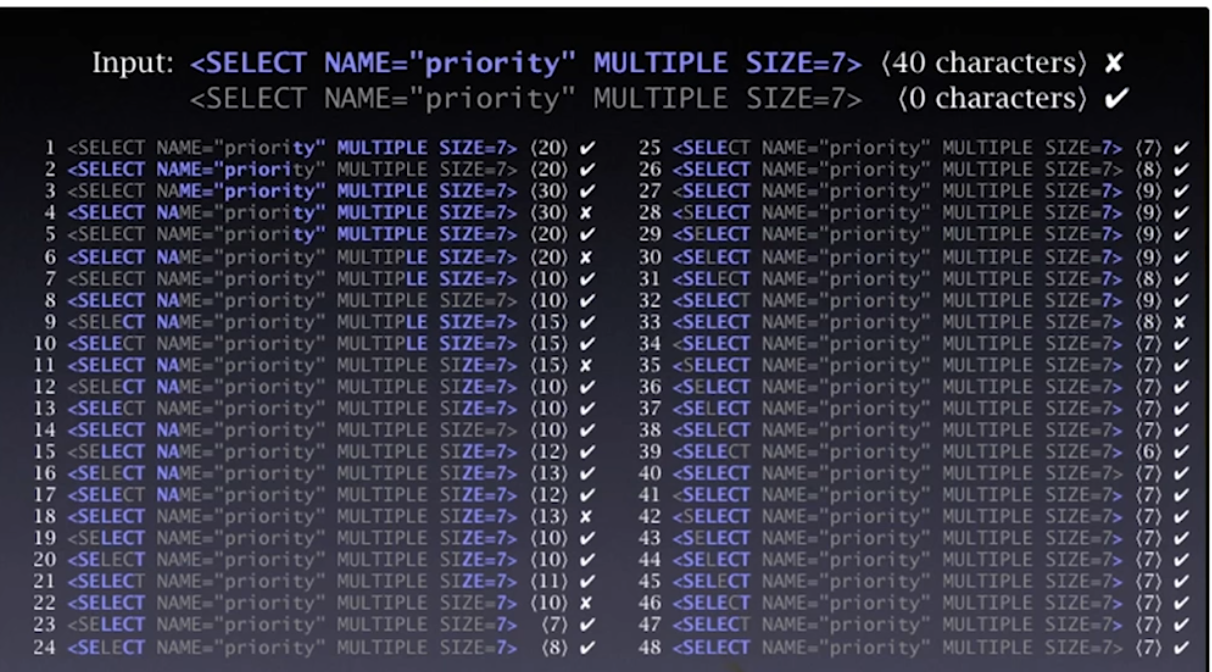 Input: <SELECT NAME="priority" MULTIPLE SIZE=7> ⟨40 characters⟩ ✘
<SELECT NAME="priority" MULTIPLE SIZE=7> ⟨0 characters⟩ ✔
1 <SELECT NAME="priority" MULTIPLE SIZE=7> ⟨20⟩ ✔
2 <SELECT NAME="priority" MULTIPLE SIZE=7> ⟨20⟩ ✔
3 <SELECT NAME="priority" MULTIPLE SIZE=7> ⟨30⟩ ✔
4 <SELECT NAME="priority" MULTIPLE SIZE=7> ⟨30⟩ ✘
5 <SELECT NAME="priority" MULTIPLE SIZE=7> ⟨20⟩ ✔
6 <SELECT NAME="priority" MULTIPLE SIZE=7> ⟨20⟩ ✘
7 <SELECT NAME="priority" MULTIPLE SIZE=7> ⟨10⟩ ✔
8 <SELECT NAME="priority" MULTIPLE SIZE=7> ⟨10⟩ ✔
9 <SELECT NAME="priority" MULTIPLE SIZE=7> ⟨15⟩ ✔
10 <SELECT NAME="priority" MULTIPLE SIZE=7> ⟨15⟩ ✔
11 <SELECT NAME="priority" MULTIPLE SIZE=7> ⟨15⟩ ✘
12 <SELECT NAME="priority" MULTIPLE SIZE=7> ⟨10⟩ ✔
13 <SELECT NAME="priority" MULTIPLE SIZE=7> ⟨10⟩ ✔
14 <SELECT NAME="priority" MULTIPLE SIZE=7> ⟨10⟩ ✔
15 <SELECT NAME="priority" MULTIPLE SIZE=7> ⟨12⟩ ✔
16 <SELECT NAME="priority" MULTIPLE SIZE=7> ⟨13⟩ ✔
17 <SELECT NAME="priority" MULTIPLE SIZE=7> ⟨12⟩ ✔
18 <SELECT NAME="priority" MULTIPLE SIZE=7> ⟨13⟩ ✘
19 <SELECT NAME="priority" MULTIPLE SIZE=7> ⟨10⟩ ✔
20 <SELECT NAME="priority" MULTIPLE SIZE=7> ⟨10⟩ ✔
21 <SELECT NAME="priority" MULTIPLE SIZE=7> ⟨11⟩ ✔
22 <SELECT NAME="priority" MULTIPLE SIZE=7> ⟨10⟩ ✘
23 <SELECT NAME="priority" MULTIPLE SIZE=7> ⟨7⟩ ✔
24 <SELECT NAME="priority" MULTIPLE SIZE=7> ⟨8⟩ ✔
25 <SELECT NAME="priority" MULTIPLE SIZE=7> ⟨7⟩ ✔
26 <SELECT NAME="priority" MULTIPLE SIZE=7> ⟨8⟩ ✔
27 <SELECT NAME="priority" MULTIPLE SIZE=7> ⟨9⟩ ✔
28 <SELECT NAME="priority" MULTIPLE SIZE=7> ⟨9⟩ ✔
29 <SELECT NAME="priority" MULTIPLE SIZE=7> ⟨9⟩ ✔
30 <SELECT NAME="priority" MULTIPLE SIZE=7> ⟨9⟩ ✔
31 <SELECT NAME="priority" MULTIPLE SIZE=7> ⟨8⟩ ✔
32 <SELECT NAME="priority" MULTIPLE SIZE=7> ⟨9⟩ ✔
33 <SELECT NAME="priority" MULTIPLE SIZE=7> ⟨8⟩ ✘
34 <SELECT NAME="priority" MULTIPLE SIZE=7> ⟨7⟩ ✔
35 <SELECT NAME="priority" MULTIPLE SIZE=7> ⟨7⟩ ✔
36 <SELECT NAME="priority" MULTIPLE SIZE=7> ⟨7⟩ ✔
37 <SELECT NAME="priority" MULTIPLE SIZE=7> ⟨7⟩ ✔
38 <SELECT NAME="priority" MULTIPLE SIZE=7> ⟨7⟩ ✔
39 <SELECT NAME="priority" MULTIPLE SIZE=7> ⟨6⟩ ✔
40 <SELECT NAME="priority" MULTIPLE SIZE=7> ⟨7⟩ ✔
41 <SELECT NAME="priority" MULTIPLE SIZE=7> ⟨7⟩ ✔
42 <SELECT NAME="priority" MULTIPLE SIZE=7> ⟨7⟩ ✔
43 <SELECT NAME="priority" MULTIPLE SIZE=7> ⟨7⟩ ✔
44 <SELECT NAME="priority" MULTIPLE SIZE=7> ⟨7⟩ ✔
45 <SELECT NAME="priority" MULTIPLE SIZE=7> ⟨7⟩ ✔
46 <SELECT NAME="priority" MULTIPLE SIZE=7> ⟨7⟩ ✔
47 <SELECT NAME="priority" MULTIPLE SIZE=7> ⟨7⟩ ✔
48 <SELECT NAME="priority" MULTIPLE SIZE=7> ⟨7⟩ ✔